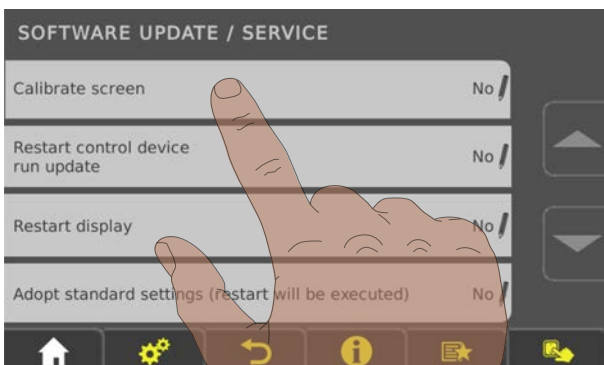 SOFTWARE UPDATE / SERVICE
Calibrate screen No
Restart control device
run update No
Restart display No
Adopt standard settings (restart will be executed) No